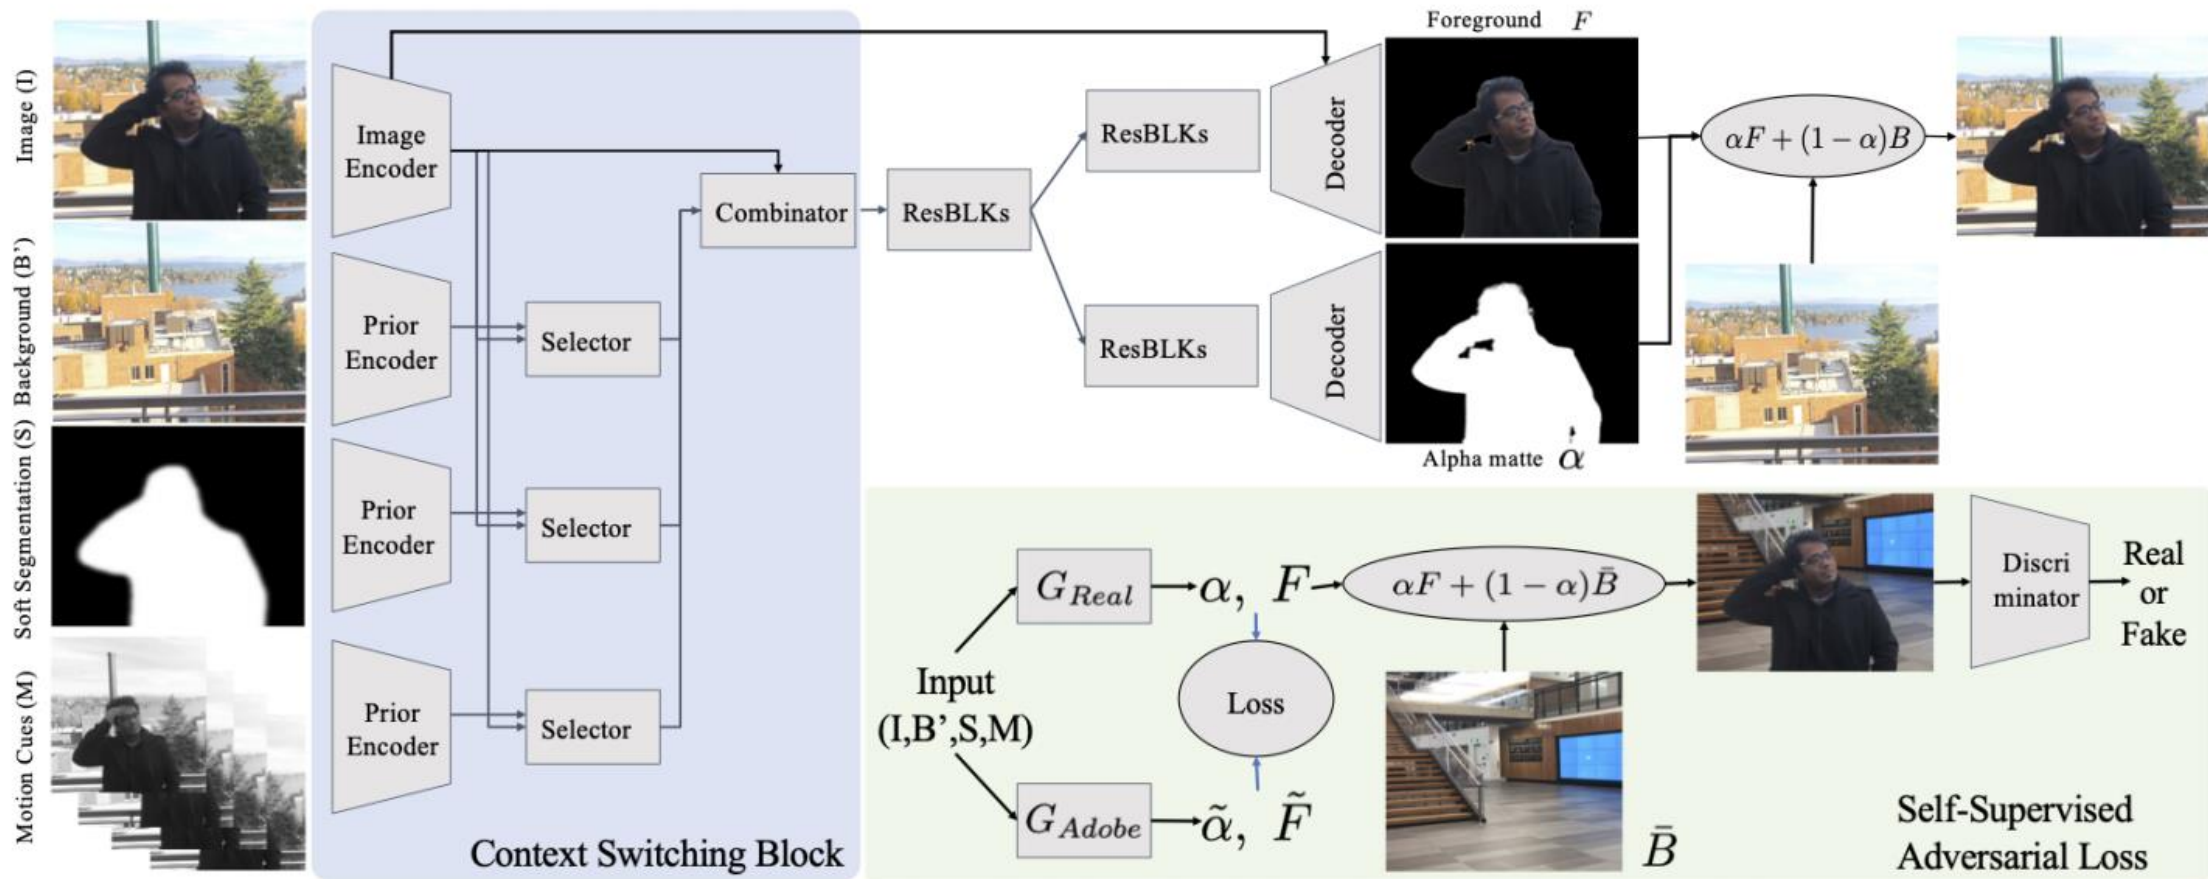 Image (I)
Background (B’)
Soft Segmentation (S)
Motion Cues (M)
Image
Encoder
Prior
Encoder
Prior
Encoder
Prior
Encoder
Selector
Selector
Selector
Combinator
Context Switching Block
ResBLKs
ResBLKs
ResBLKs
Decoder
Decoder
Foreground F
Alpha matte α
αF + (1 − α)B
Input
(I,B’,S,M)
G_Real
G_Adobe
α, F
α̃, F̃
Loss
αF + (1 − α)B̄
B̄
Discri
minator
Real
or
Fake
Self-Supervised
Adversarial Loss